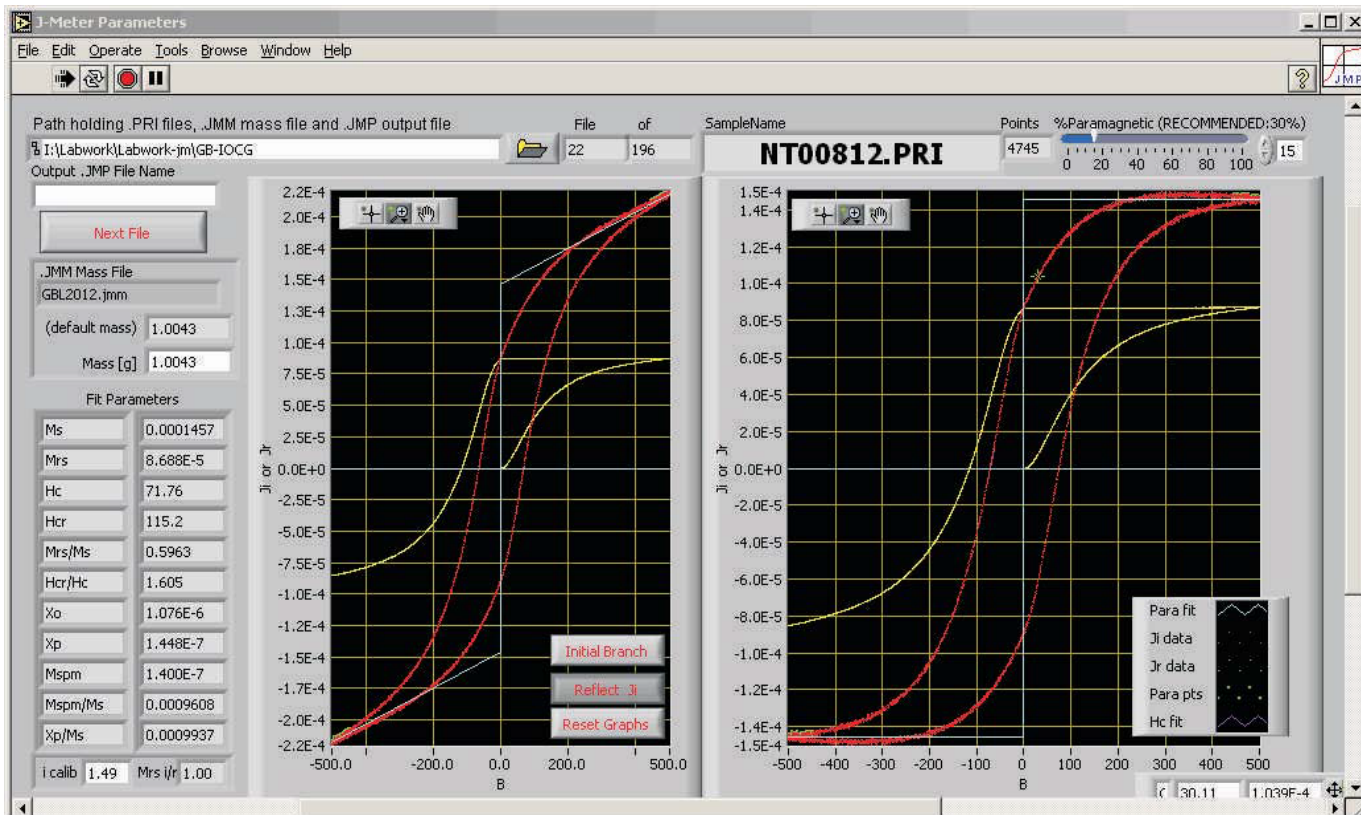 J-Meter Parameters
File Edit Operate Tools Browse Window Help
JMP
Path holding .PRI files, .JMM mass file and .JMP output file
File of
SampleName
Points %Paramagnetic (RECOMMENDED:30%)
I:\Labwork\Labwork-jm\GB-IOCG
22 196
NT00812.PRI
4745
0 20 40 60 80 100
15
Output .JMP File Name
Next File
.JMM Mass File
GBL2012.jmm
(default mass) 1.0043
Mass [g] 1.0043
Fit Parameters
Ms 0.0001457
Mrs 8.688E-5
Hc 71.76
Hcr 115.2
Mrs/Ms 0.5963
Hcr/Hc 1.605
Xo 1.076E-6
Xp 1.448E-7
Mspm 1.400E-7
Mspm/Ms 0.0009608
Xp/Ms 0.0009937
i calib 1.49 Mrs i/r 1.00
Ji or Jr
2.2E-4
2.0E-4
1.8E-4
1.5E-4
1.3E-4
9.0E-5
7.5E-5
5.0E-5
2.5E-5
0.0E+0
-2.5E-5
-5.0E-5
-7.5E-5
-1.0E-4
-1.2E-4
-1.5E-4
-1.7E-4
-2.0E-4
-2.2E-4
-500.0 -200.0 0.0 200.0 500.0
B
Initial Branch
Reflect Ji
Reset Graphs
Ji or Jr
1.5E-4
1.4E-4
1.2E-4
1.0E-4
8.0E-5
6.0E-5
4.0E-5
2.0E-5
0.0E+0
-2.0E-5
-4.0E-5
-6.0E-5
-8.0E-5
-1.0E-4
-1.2E-4
-1.4E-4
-1.5E-4
-500 -400 -300 -200 -100 0 100 200 300 400 500
B
Para fit
Ji data
Jr data
Para pts
Hc fit
30.11 1.039E-4